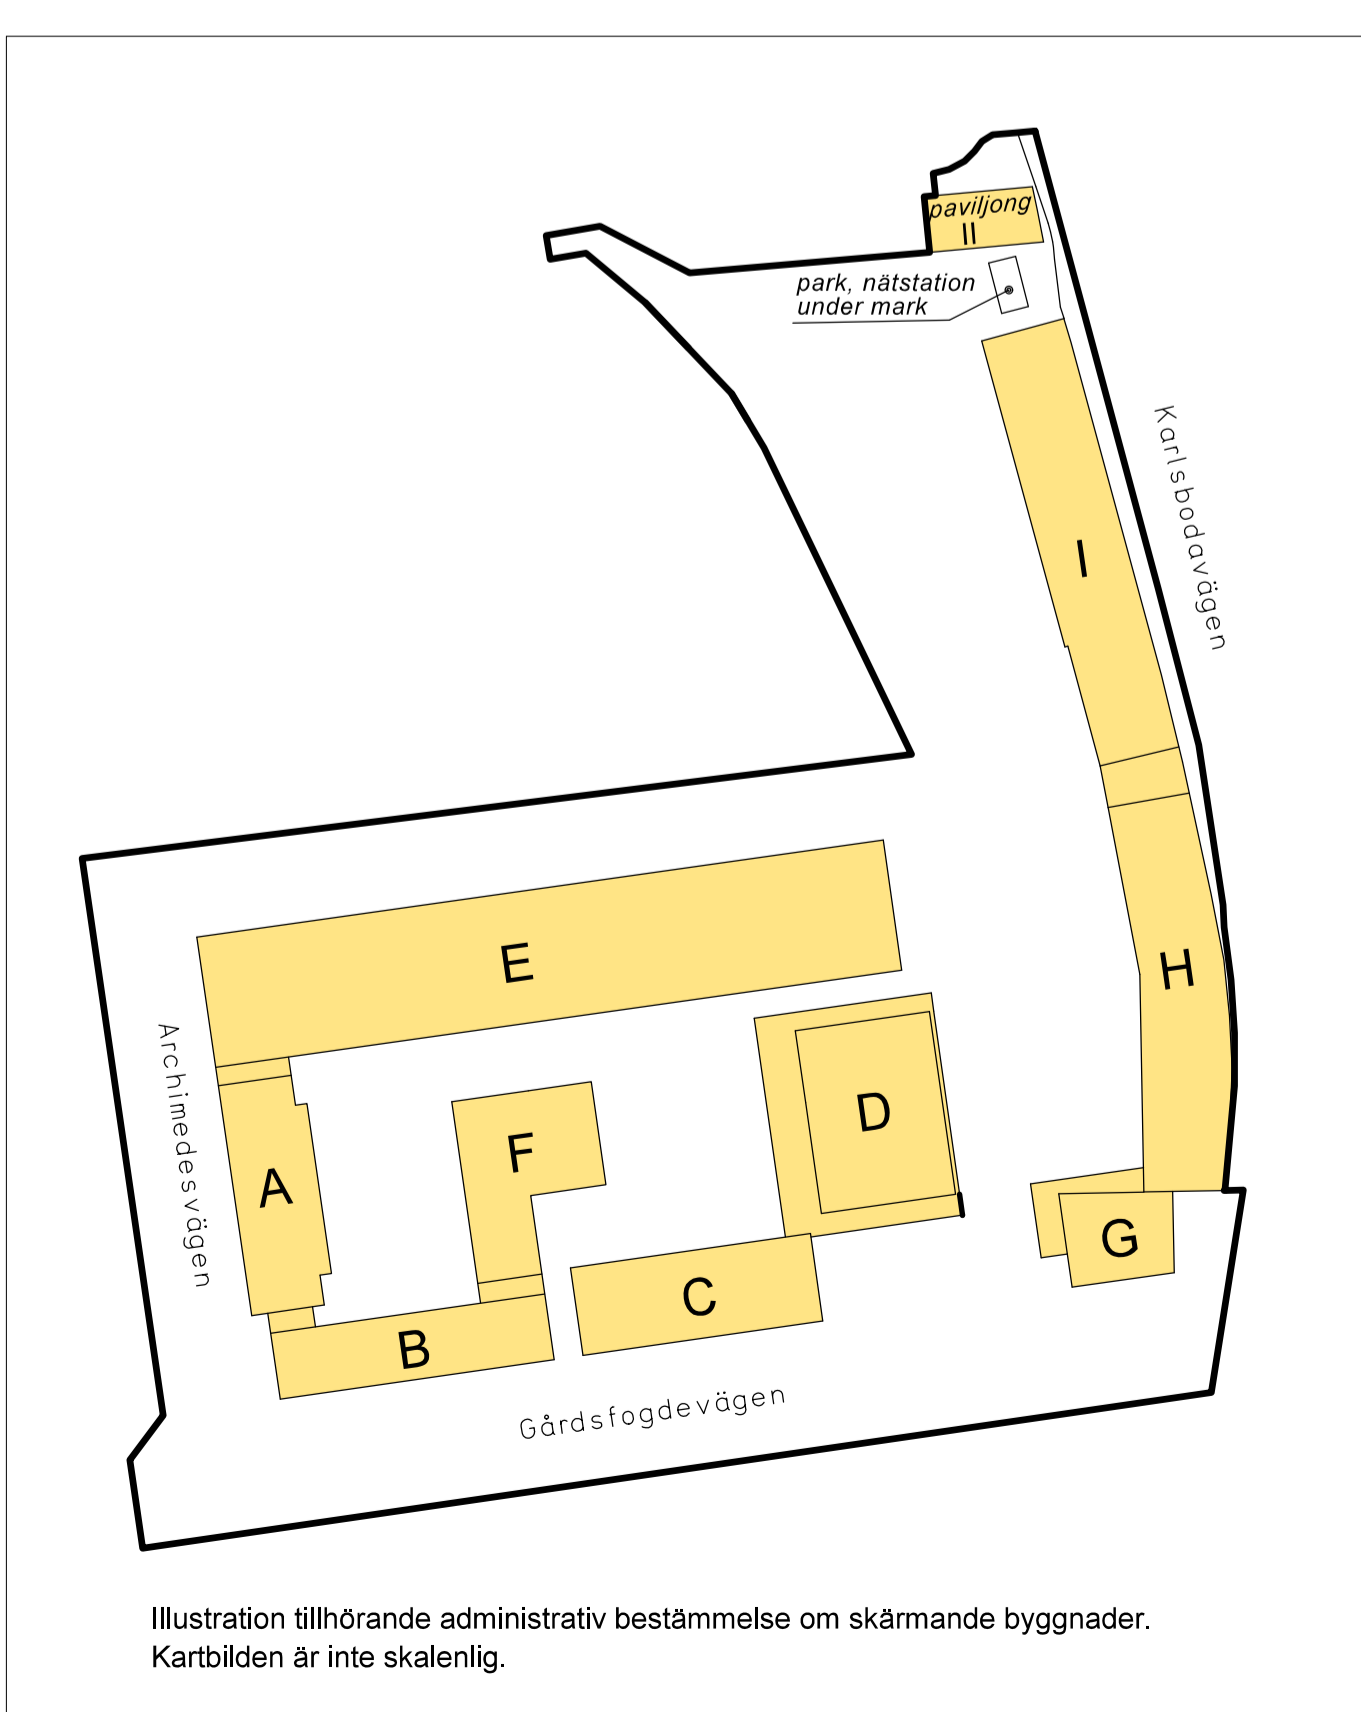 paviljong
II
park, nätstation
under mark
Karlsbodavägen
I
E
H
Archimedesvägen
F
D
A
G
C
B
Gårdsfogdevägen
Illustration tillhörande administrativ bestämmelse om skärmande byggnader.
Kartbilden är inte skalenlig.